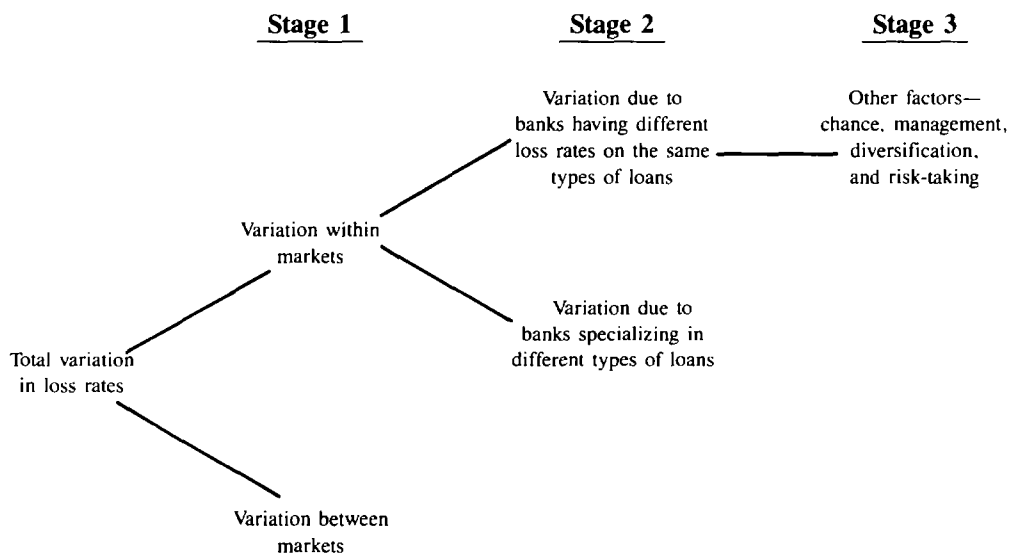 Stage 1
Stage 2
Stage 3
Variation due to
banks having different
loss rates on the same
types of loans
Other factors—
chance, management,
diversification,
and risk-taking
Variation within
markets
Variation due to
banks specializing in
different types of loans
Total variation
in loss rates
Variation between
markets